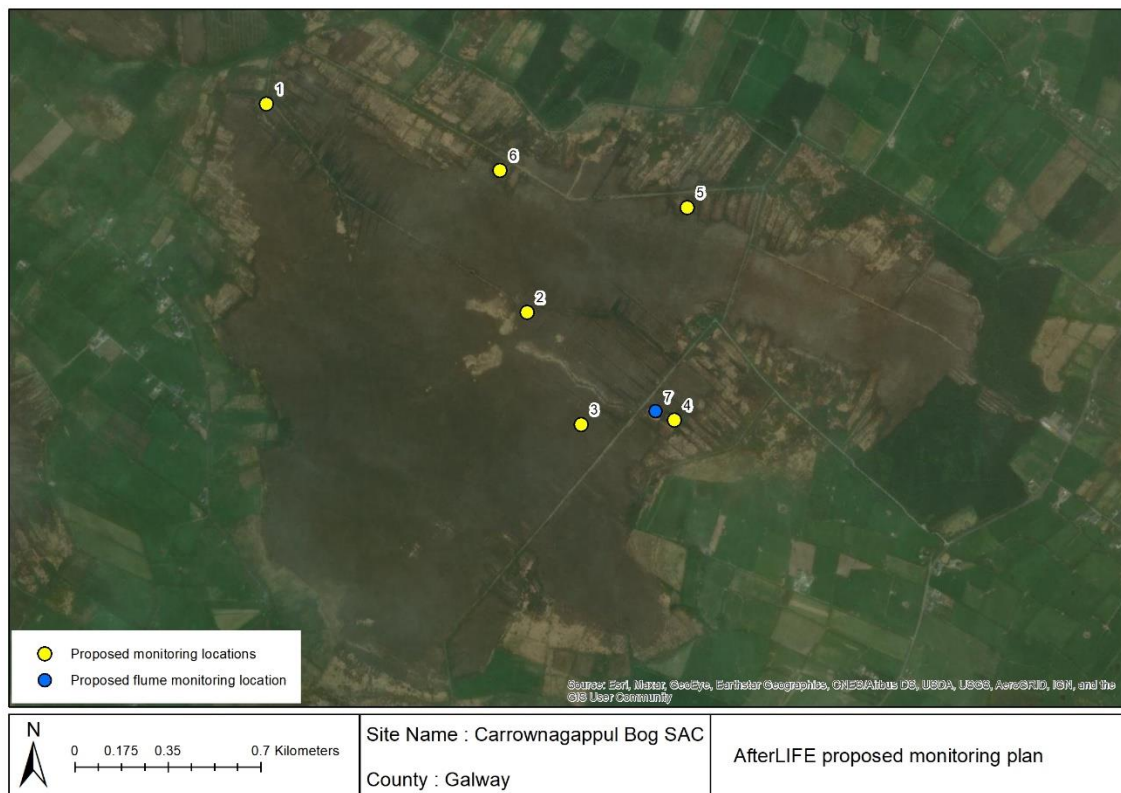 1
6
5
2
7
4
3
Proposed monitoring locations
Proposed flume monitoring location
Source: Esri, Maxar, GeoEye, Earthstar Geographics, CNES/Airbus DS, USDA, USGS, AeroGRID, IGN, and the
GIS User Community
N
0 0.175 0.35 0.7 Kilometers
Site Name : Carrownagappul Bog SAC
County : Galway
AfterLIFE proposed monitoring plan